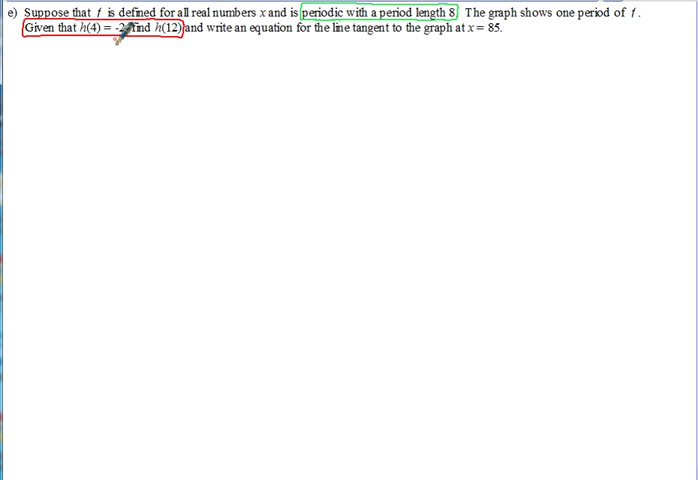 e) Suppose that f is defined for all real numbers x and is periodic with a period length 8 The graph shows one period of f.
Given that h(4) = -2 find h(12) and write an equation for the line tangent to the graph at x = 85.